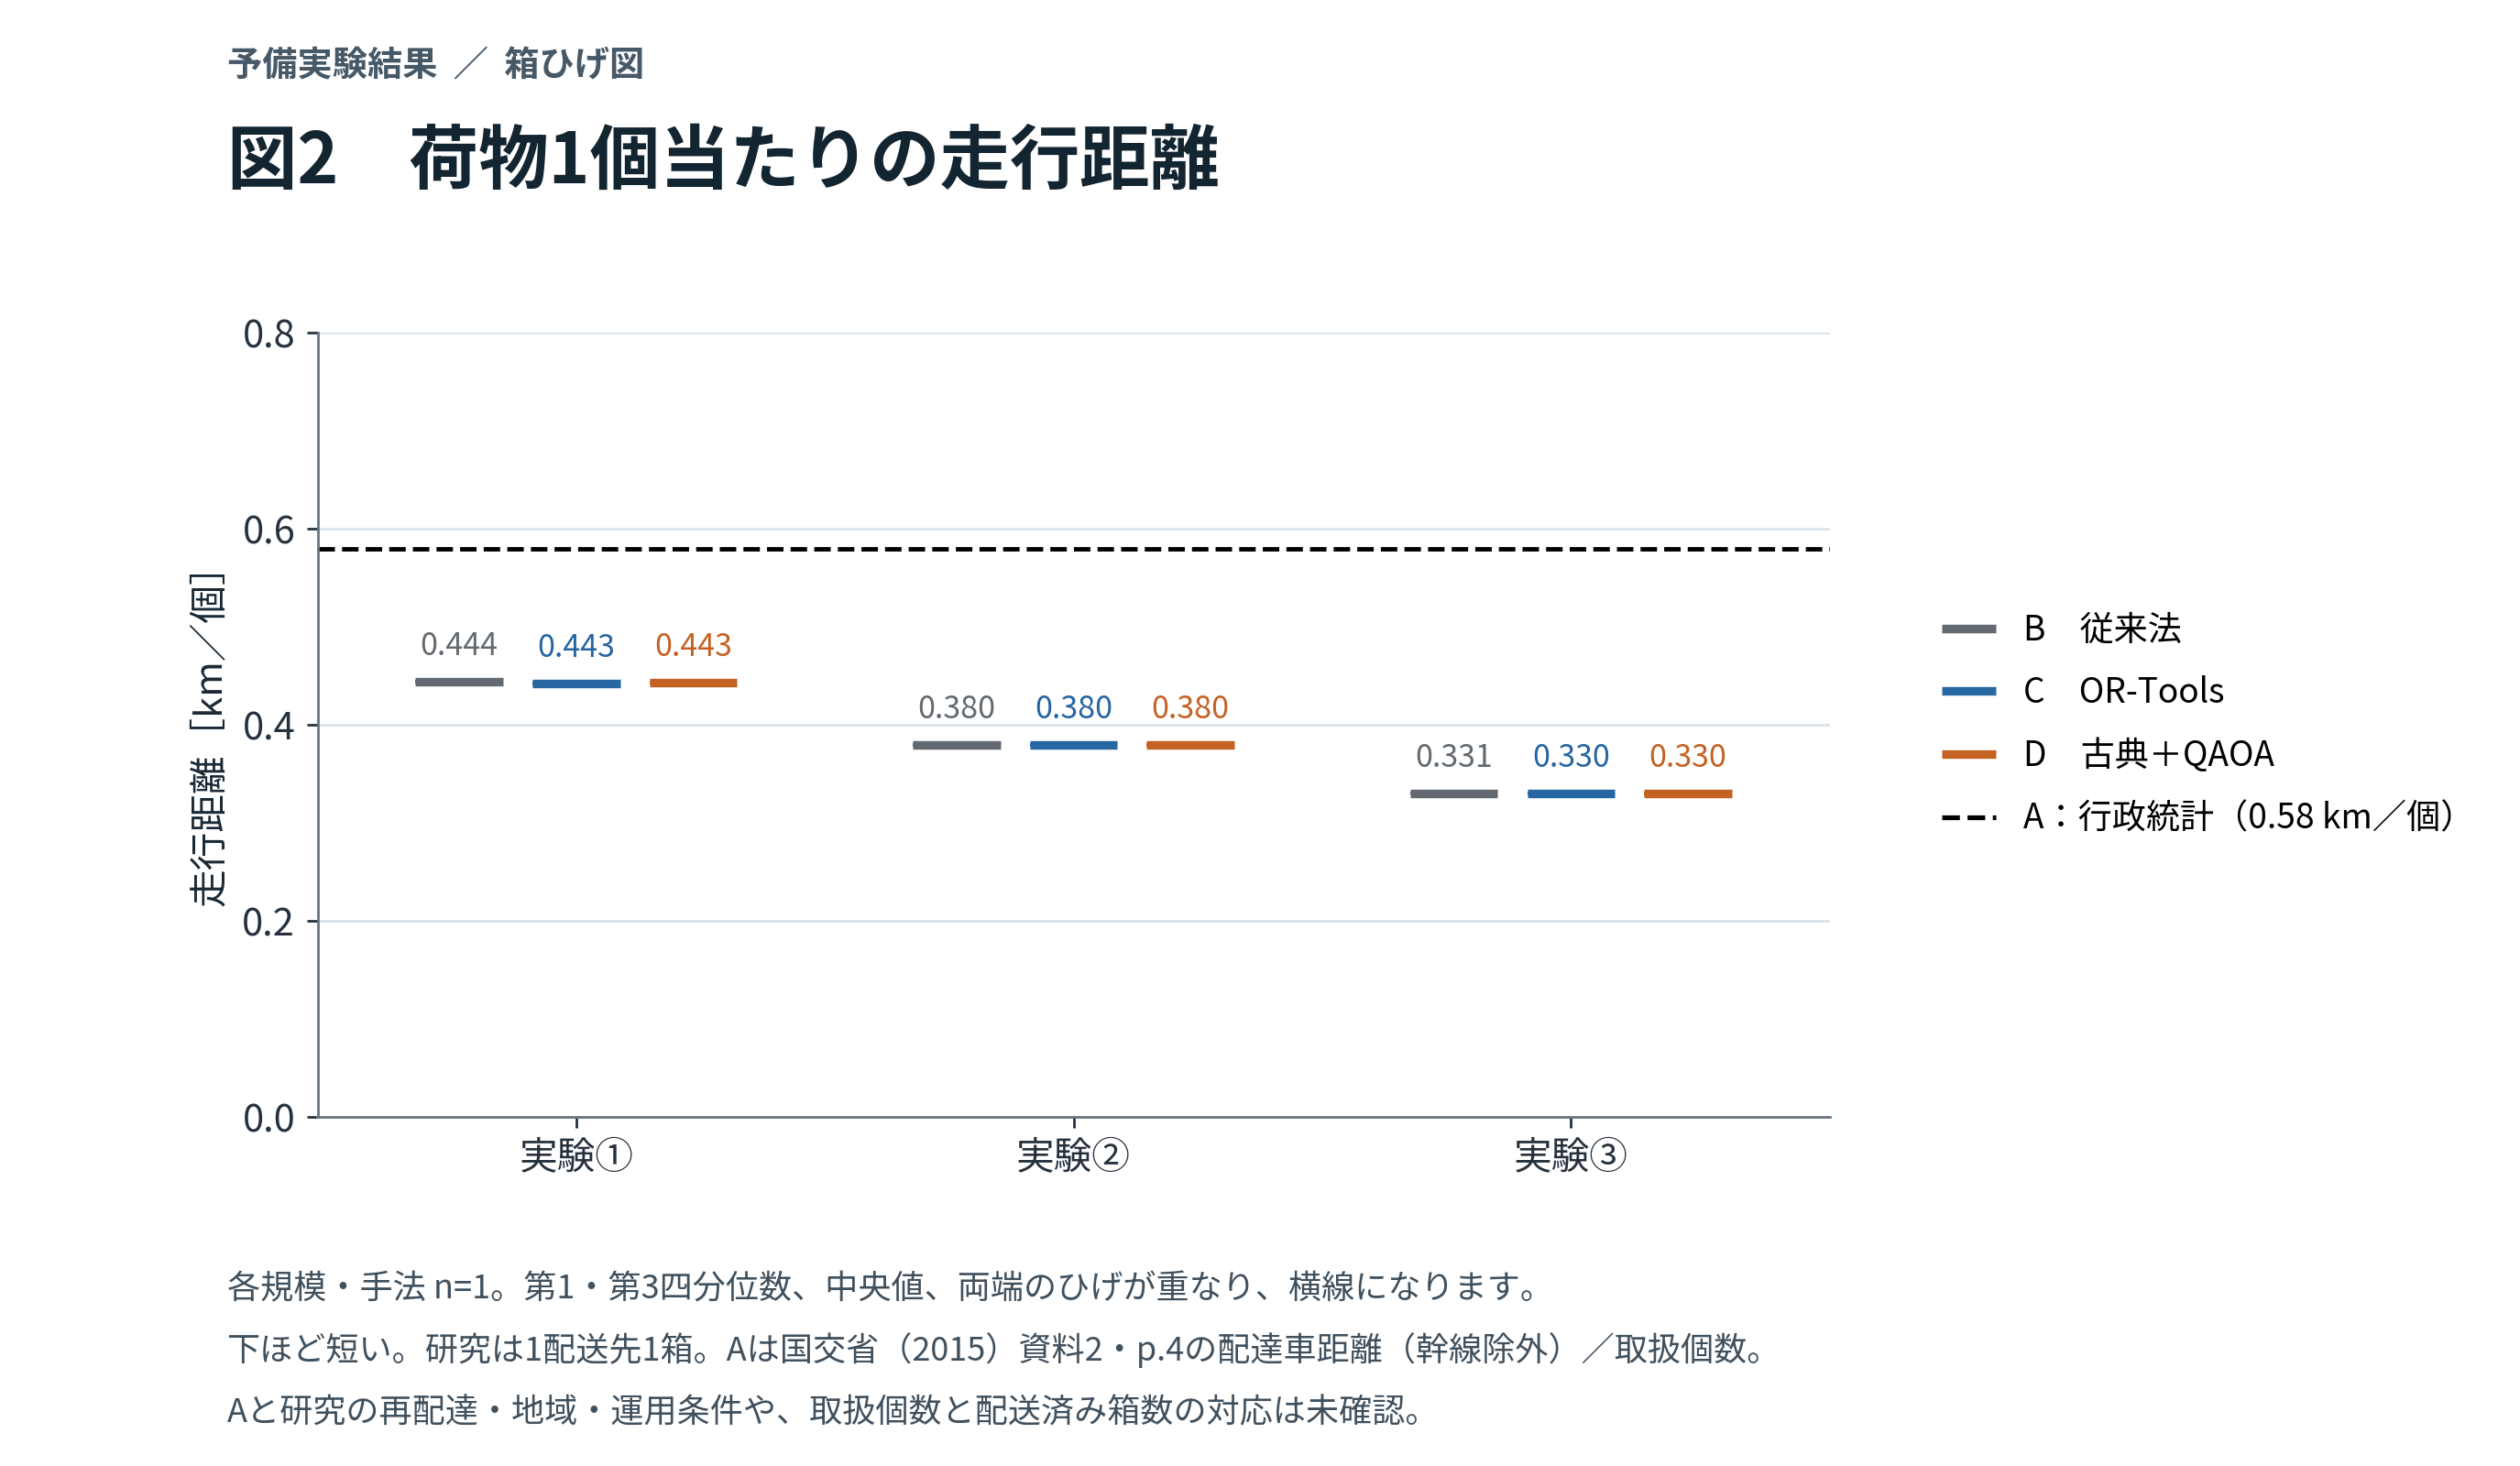 予備実験結果 ／ 箱ひげ図
図2　荷物1個当たりの走行距離
走行距離［km／個］
0.8
0.6
0.4
0.2
0.0
0.444 0.443 0.443
0.380 0.380 0.380
0.331 0.330 0.330
実験① 実験② 実験③
B　従来法
C　OR-Tools
D　古典＋QAOA
A：行政統計（0.58 km／個）
各規模・手法 n=1。第1・第3四分位数、中央値、両端のひげが重なり、横線になります。
下ほど短い。研究は1配送先1箱。Aは国交省（2015）資料2・p.4の配達車距離（幹線除外）／取扱個数。
Aと研究の再配達・地域・運用条件や、取扱個数と配送済み箱数の対応は未確認。